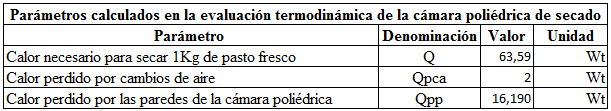 Parámetros calculados en la evaluación termodinámica de la cámara poliédrica de secado
Parámetro Denominación Valor Unidad
Calor necesario para secar 1Kg de pasto fresco Q 63,59 Wt
Calor perdido por cambios de aire Qpca 2 Wt
Calor perdido por las paredes de la cámara poliédrica Qpp 16,190 Wt